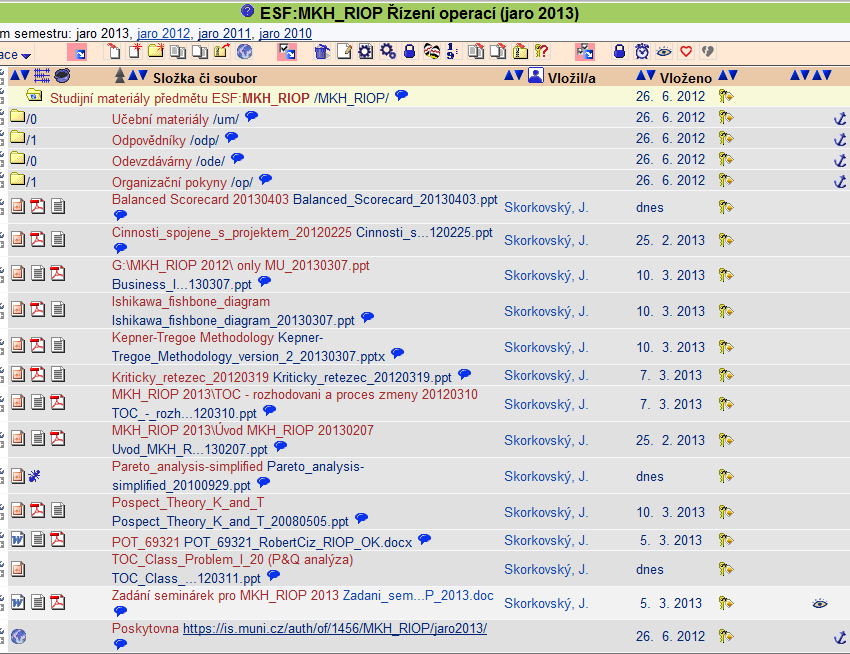 ESF:MKH_RIOP Řízení operací (jaro 2013)
m semestru: jaro 2013, jaro 2012, jaro 2011, jaro 2010
ace
Složka či soubor Vložil/a Vloženo
Studijní materiály předmětu ESF:MKH_RIOP /MKH_RIOP/ 26. 6. 2012
/0 Učební materiály /um/ 26. 6. 2012
/1 Odpovědníky /odp/ 26. 6. 2012
/0 Odevzdávárny /ode/ 26. 6. 2012
/1 Organizační pokyny /op/ 26. 6. 2012
Balanced Scorecard 20130403 Balanced_Scorecard_20130403.ppt Skorkovský, J. dnes
Cinnosti_spojene_s_projektem_20120225 Cinnosti_s...120225.ppt Skorkovský, J. 25. 2. 2013
G:\MKH_RIOP 2012\ only MU_20130307.ppt
Business_I...130307.ppt Skorkovský, J. 10. 3. 2013
Ishikawa_fishbone_diagram
Ishikawa_fishbone_diagram_20130307.ppt Skorkovský, J. 10. 3. 2013
Kepner-Tregoe Methodology Kepner-
Tregoe_Methodology_version_2_20130307.pptx Skorkovský, J. 10. 3. 2013
Kriticky_retezec_20120319 Kriticky_retezec_20120319.ppt Skorkovský, J. 7. 3. 2013
MKH_RIOP 2013\TOC - rozhodovani a proces zmeny 20120310
TOC_-_rozh...120310.ppt Skorkovský, J. 7. 3. 2013
MKH_RIOP 2013\Úvod MKH_RIOP 20130207
Uvod_MKH_R...130207.ppt Skorkovský, J. 25. 2. 2013
Pareto_analysis-simplified Pareto_analysis-
simplified_20100929.ppt Skorkovský, J. dnes
Pospect_Theory_K_and_T
Pospect_Theory_K_and_T_20080505.ppt Skorkovský, J. 10. 3. 2013
POT_69321 POT_69321_RobertCiz_RIOP_OK.docx Skorkovský, J. 5. 3. 2013
TOC_Class_Problem_I_20 (P&Q analýza)
TOC_Class_...120311.ppt Skorkovský, J. dnes
Zadání seminárek pro MKH_RIOP 2013 Zadani_sem...P_2013.doc Skorkovský, J. 5. 3. 2013
Poskytovna https://is.muni.cz/auth/of/1456/MKH_RIOP/jaro2013/ 26. 6. 2012